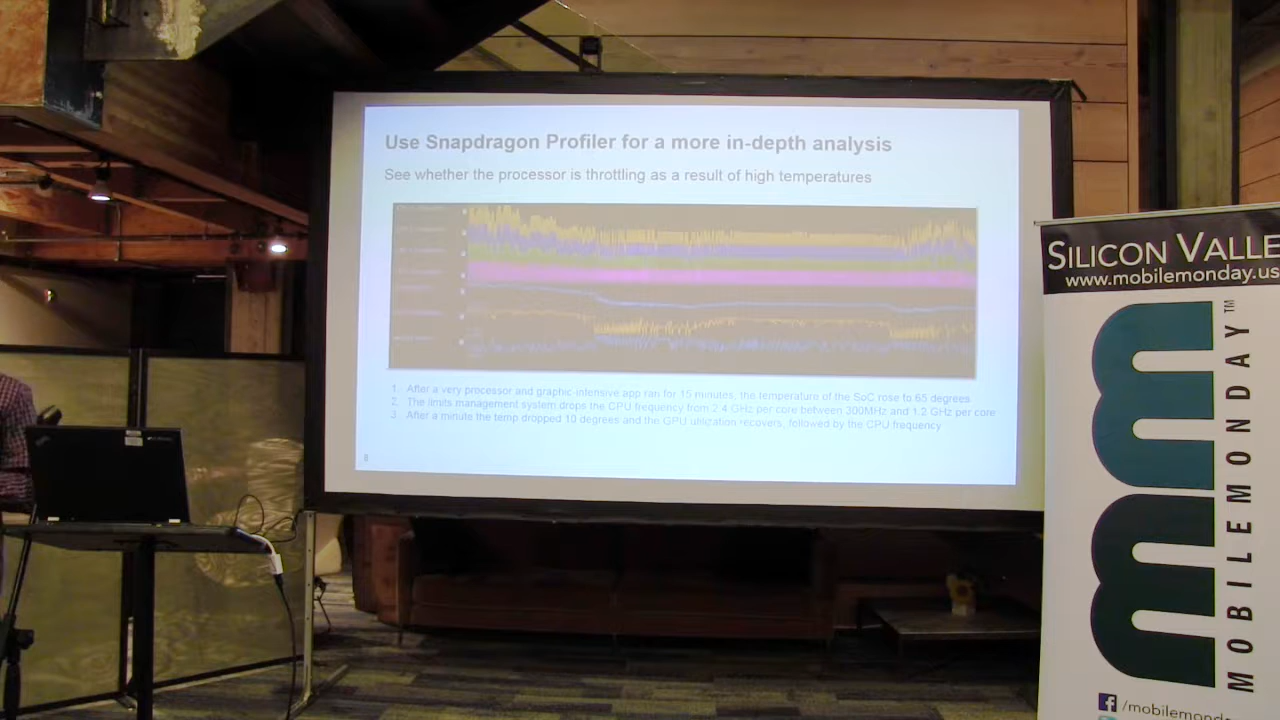 Use Snapdragon Profiler for a more in-depth analysis
See whether the processor is throttling as a result of high temperatures
1. After a very processor and graphic-intensive app ran for 15 minutes, the temperature of the SoC rose to 65 degrees
2. The limits management system drops the CPU frequency from 2.4 GHz per core between 300MHz and 1.2 GHz per core
3. After a minute the temp dropped 10 degrees and the GPU utilization recovers, followed by the CPU frequency
8
SILICON VALLE
www.mobilemonday.us
MOBILEMONDAY™
/mobilemonda